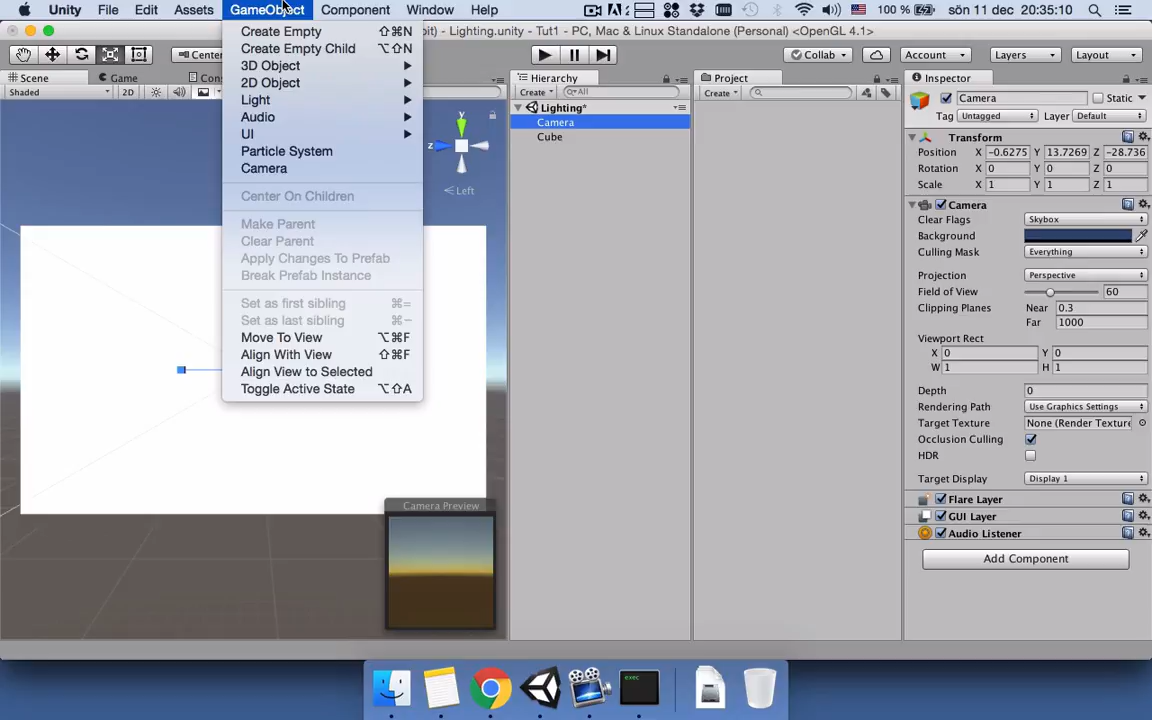 Unity File Edit Assets GameObject Component Window Help 100 % sön 11 dec 20:35:10
Lighting.unity - Tut1 - PC, Mac & Linux Standalone (Personal) <OpenGL 4.1>
Center Collab Account Layers Layout
Scene Game Hierarchy Project Inspector
Shaded 2D Create All Create
Create Empty ⇧⌘N
Create Empty Child ⌥⇧N
3D Object
2D Object
Light
Audio
UI
Particle System
Camera
Center On Children
Make Parent
Clear Parent
Apply Changes To Prefab
Break Prefab Instance
Set as first sibling ⌘=
Set as last sibling ⌘-
Move To View ⌥⌘F
Align With View ⇧⌘F
Align View to Selected
Toggle Active State ⌥⇧A
y
z
Left
Camera Preview
Lighting*
Camera
Cube
Camera Static
Tag Untagged Layer Default
Transform
Position X -0.6275 Y 13.7269 Z -28.736
Rotation X 0 Y 0 Z 0
Scale X 1 Y 1 Z 1
Camera
Clear Flags Skybox
Background
Culling Mask Everything
Projection Perspective
Field of View 60
Clipping Planes Near 0.3
Far 1000
Viewport Rect
X 0 Y 0
W 1 H 1
Depth 0
Rendering Path Use Graphics Settings
Target Texture None (Render Texture
Occlusion Culling
HDR
Target Display Display 1
Flare Layer
GUI Layer
Audio Listener
Add Component
exec